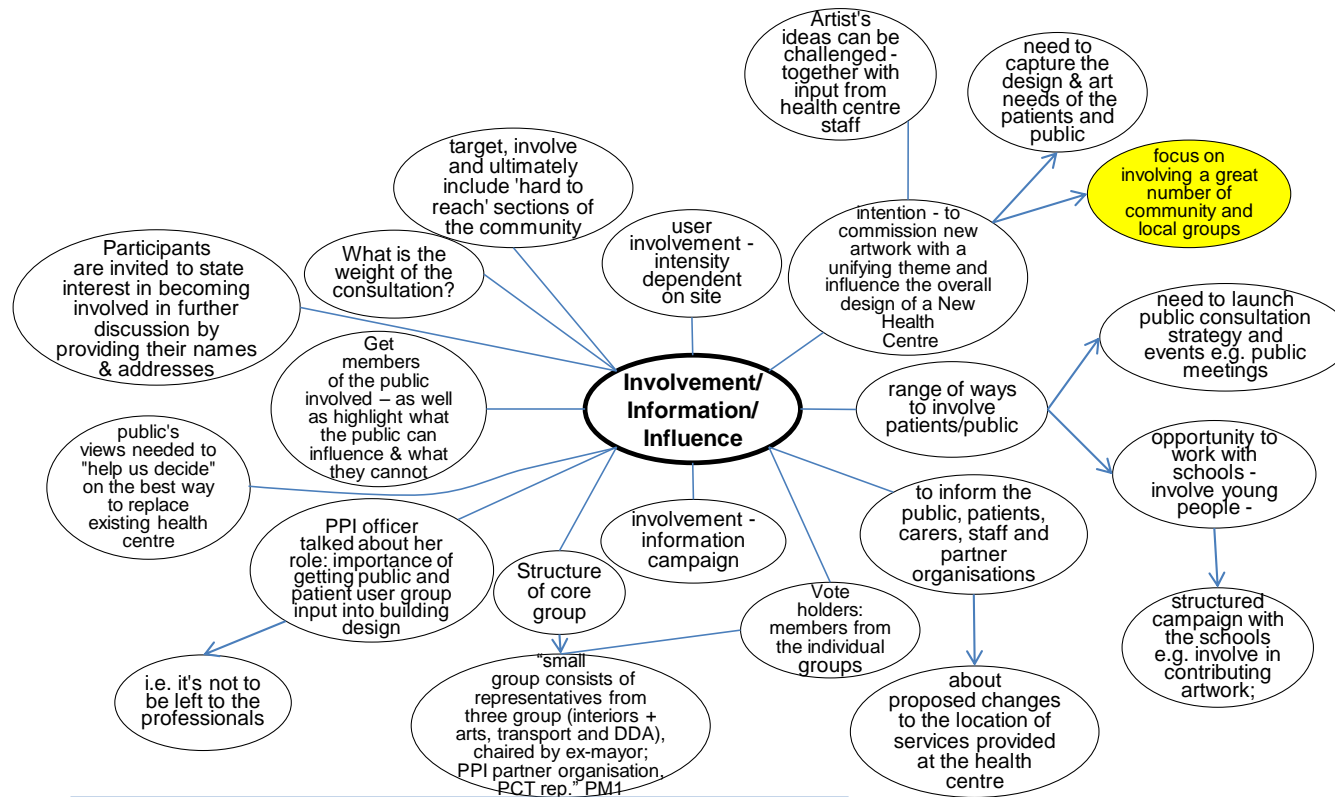 Artist's
ideas can be
challenged -
together with
input from
health centre
staff
need to
capture the
design & art
needs of the
patients and
public
target, involve
and ultimately
include 'hard to
reach' sections of
the community
focus on
involving a great
number of
community and
local groups
Participants
are invited to state
interest in becoming
involved in further
discussion by
providing their names
& addresses
What is the
weight of the
consultation?
user
involvement -
intensity
dependent
on site
intention - to
commission new
artwork with a
unifying theme and
influence the overall
design of a New
Health
Centre
need to launch
public consultation
strategy and
events e.g. public
meetings
Get
members
of the public
involved – as well
as highlight what
the public can
influence & what
they cannot
Involvement/
Information/
Influence
range of ways
to involve
patients/public
public's
views needed to
"help us decide"
on the best way
to replace
existing health
centre
opportunity to
work with
schools -
involve young
people -
PPI officer
talked about her
role: importance of
getting public and
patient user group
input into building
design
Structure
of core
group
involvement -
information
campaign
to inform the
public, patients,
carers, staff and
partner
organisations
Vote
holders:
members from
the individual
groups
structured
campaign with
the schools
e.g. involve in
contributing
artwork;
i.e. it's not to
be left to the
professionals
“small
group consists of
representatives from
three group (interiors +
arts, transport and DDA),
chaired by ex-mayor;
PPI partner organisation,
PCT rep.” PM1
about
proposed changes
to the location of
services provided
at the health
centre